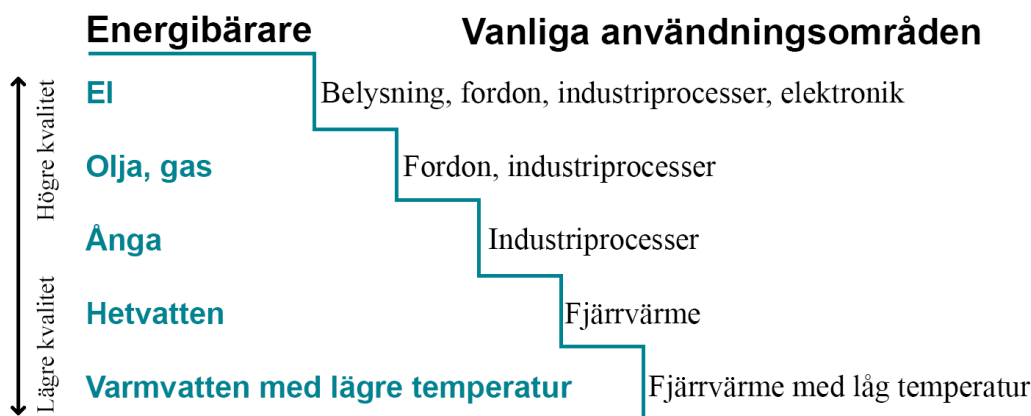 Energibärare
Vanliga användningsområden
Högre kvalitet
Lägre kvalitet
El
Belysning, fordon, industriprocesser, elektronik
Olja, gas
Fordon, industriprocesser
Ånga
Industriprocesser
Hetvatten
Fjärrvärme
Varmvatten med lägre temperatur
Fjärrvärme med låg temperatur